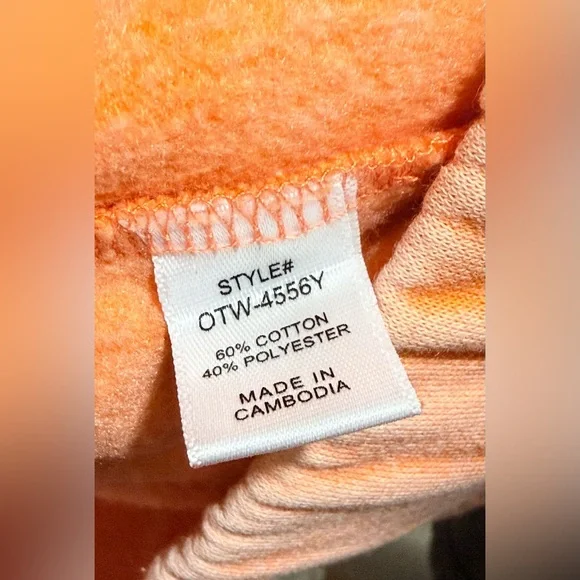 STYLE#
OTW-4556Y
60% COTTON
40% POLYESTER
MADE IN
CAMBODIA